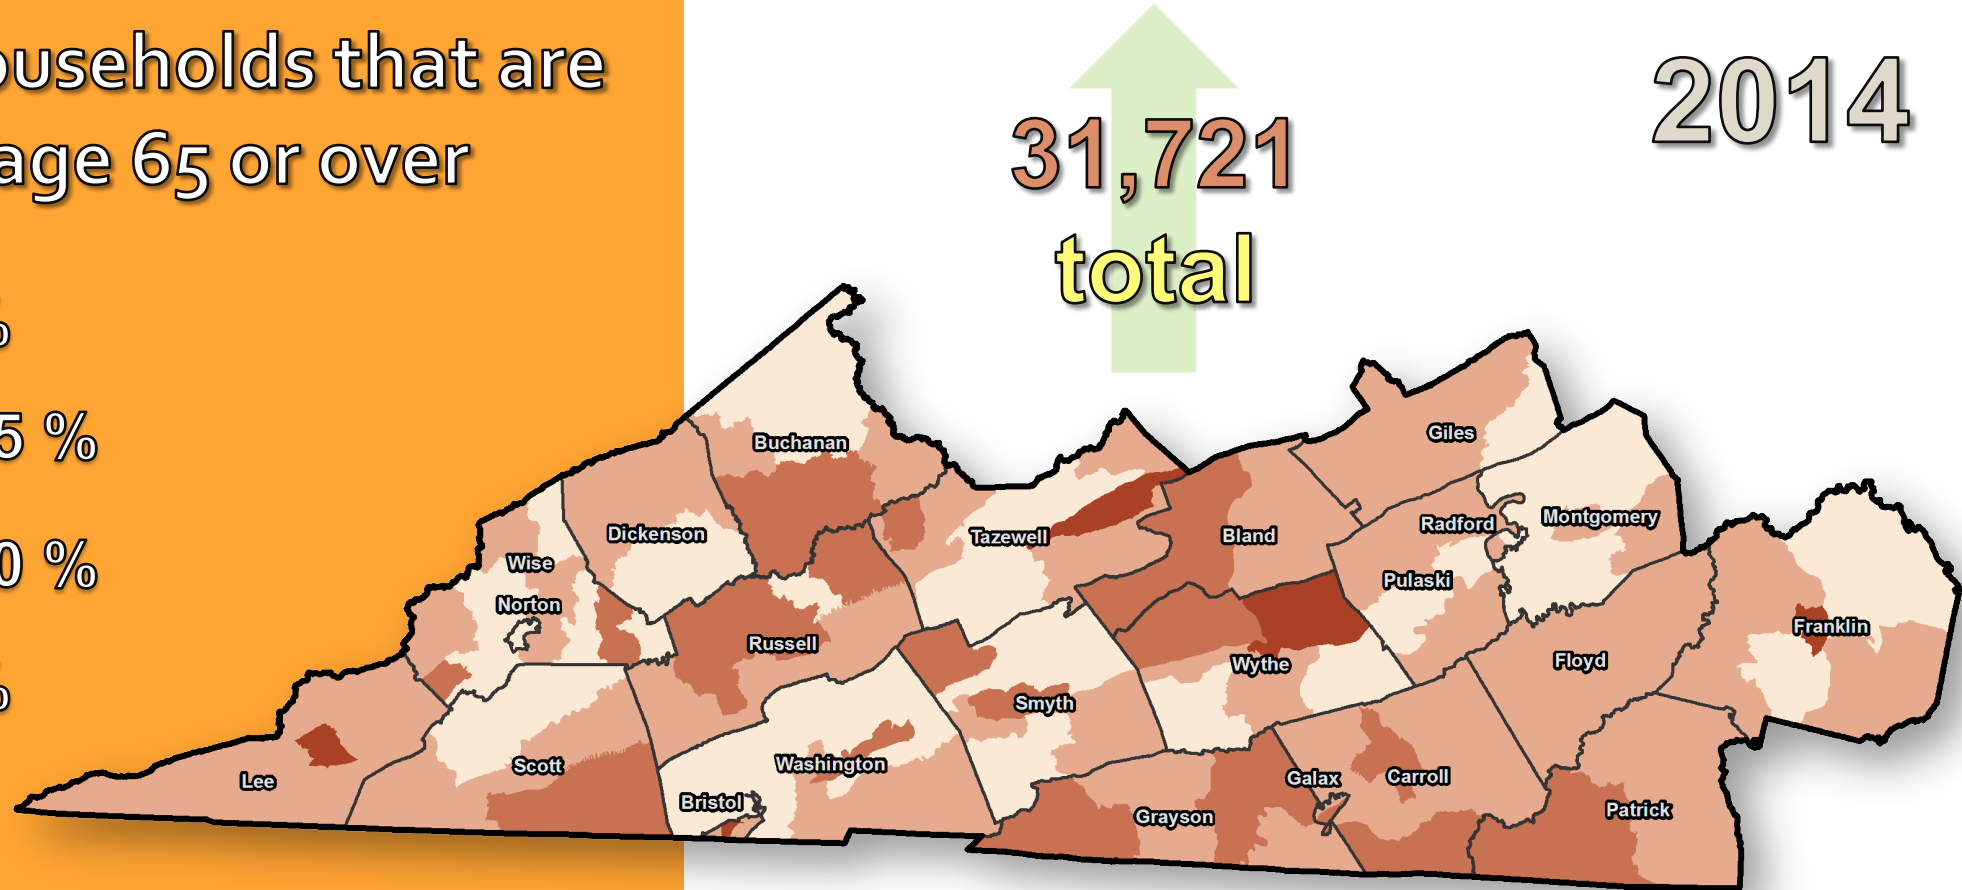 ouseholds that are
age 65 or over
%
5 %
0 %
%
31,721
total
2014
Buchanan
Giles
Dickenson
Tazewell
Bland
Radford
Montgomery
Wise
Norton
Pulaski
Russell
Franklin
Wythe
Floyd
Smyth
Scott
Washington
Lee
Bristol
Galax
Carroll
Grayson
Patrick